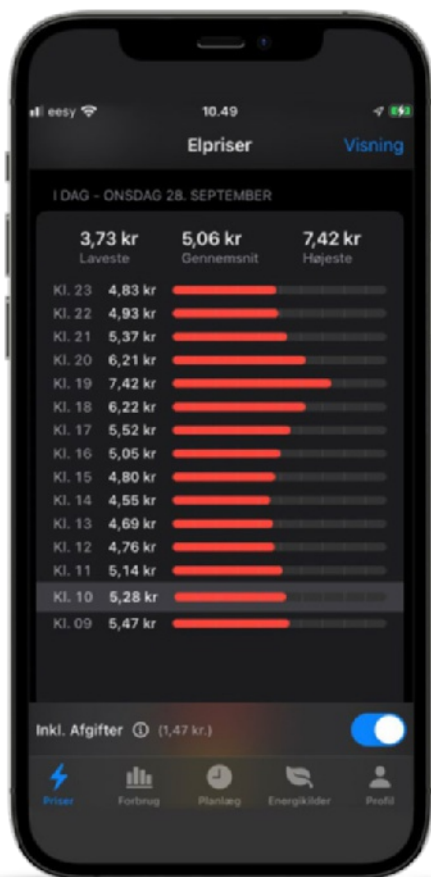 eesy 10.49
Elpriser Visning
I DAG - ONSDAG 28. SEPTEMBER
3,73 kr 5,06 kr 7,42 kr
Laveste Gennemsnit Højeste
Kl. 23 4,83 kr
Kl. 22 4,93 kr
Kl. 21 5,37 kr
Kl. 20 6,21 kr
Kl. 19 7,42 kr
Kl. 18 6,22 kr
Kl. 17 5,52 kr
Kl. 16 5,05 kr
Kl. 15 4,80 kr
Kl. 14 4,55 kr
Kl. 13 4,69 kr
Kl. 12 4,76 kr
Kl. 11 5,14 kr
Kl. 10 5,28 kr
Kl. 09 5,47 kr
Inkl. Afgifter (1,47 kr.)
Priser Forbrug Planlæg Energikilder Profil